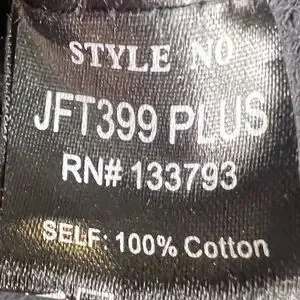 STYLE NO
JFT399 PLUS
RN# 133793
SELF: 100% Cotton